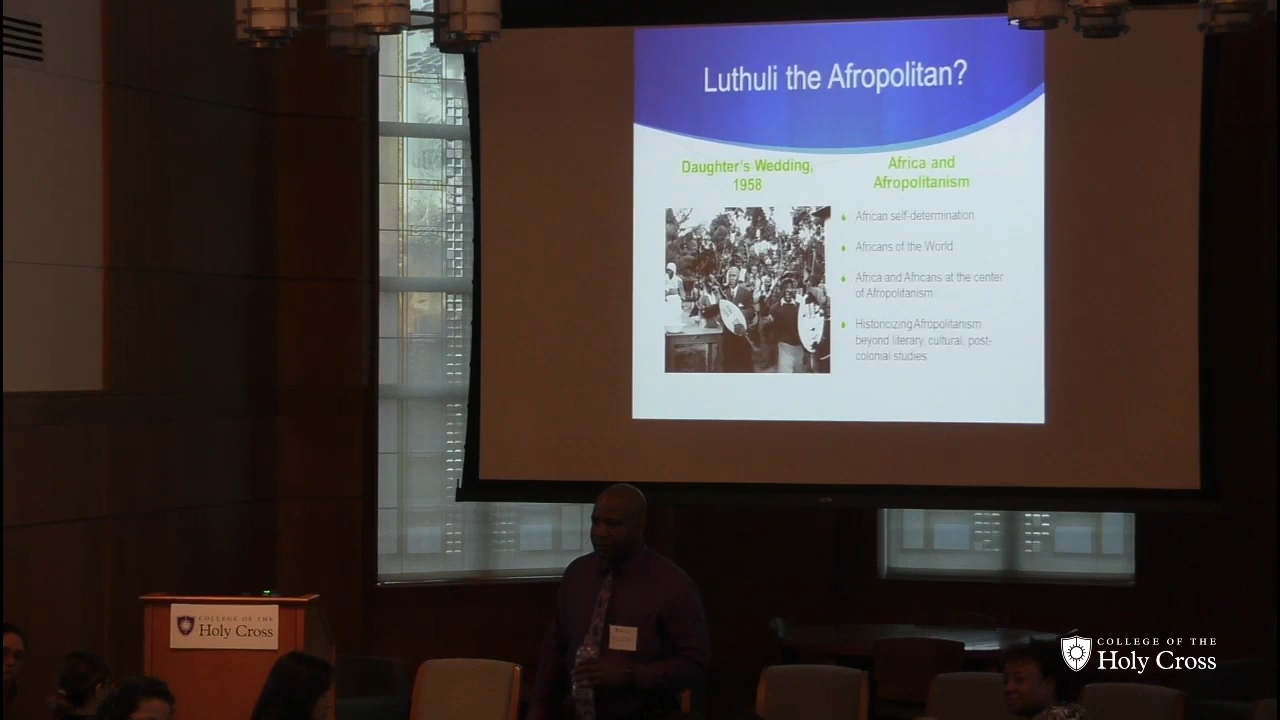 Luthuli the Afropolitan?
Daughter's Wedding,
1958
Africa and
Afropolitanism
African self-determination
Africans of the World
Africa and Africans at the center
of Afropolitanism
Historicizing Afropolitanism
beyond literary, cultural, post-
colonial studies
COLLEGE OF THE
Holy Cross
COLLEGE OF THE
Holy Cross